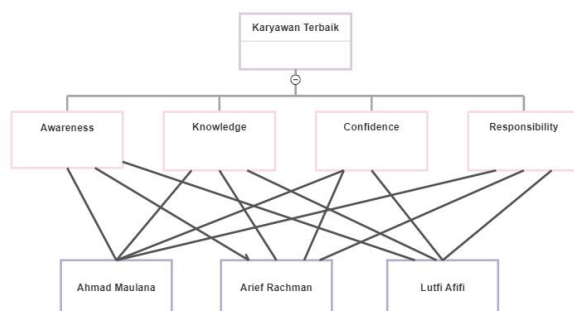 Karyawan Terbaik
Awareness
Knowledge
Confidence
Responsibility
Ahmad Maulana
Arief Rachman
Lutfi Afifi